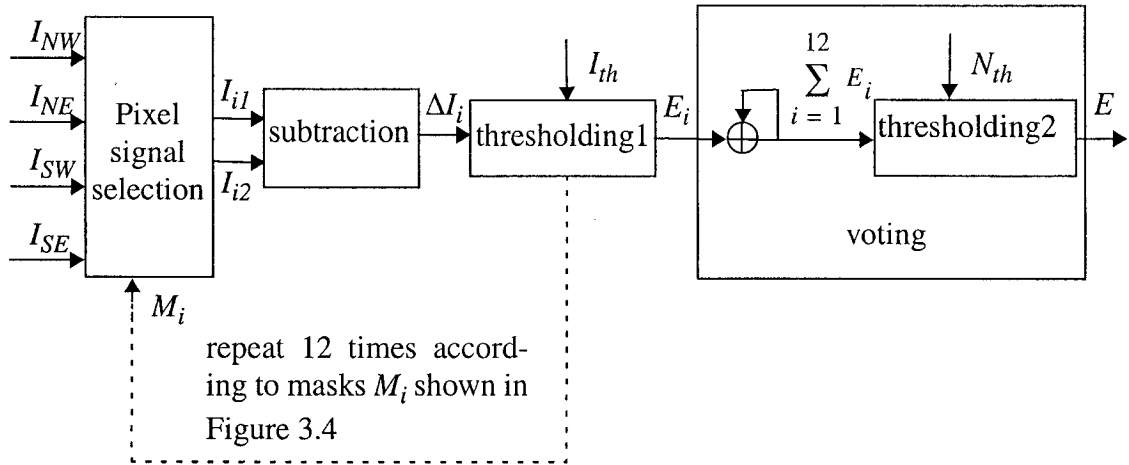 I_NW
I_NE
I_SW
I_SE
Pixel
signal
selection
M_i
I_i1
I_i2
subtraction
ΔI_i
I_th
thresholding1
E_i
12
∑ E_i
i = 1
N_th
thresholding2
E
voting
repeat 12 times accord-
ing to masks M_i shown in
Figure 3.4